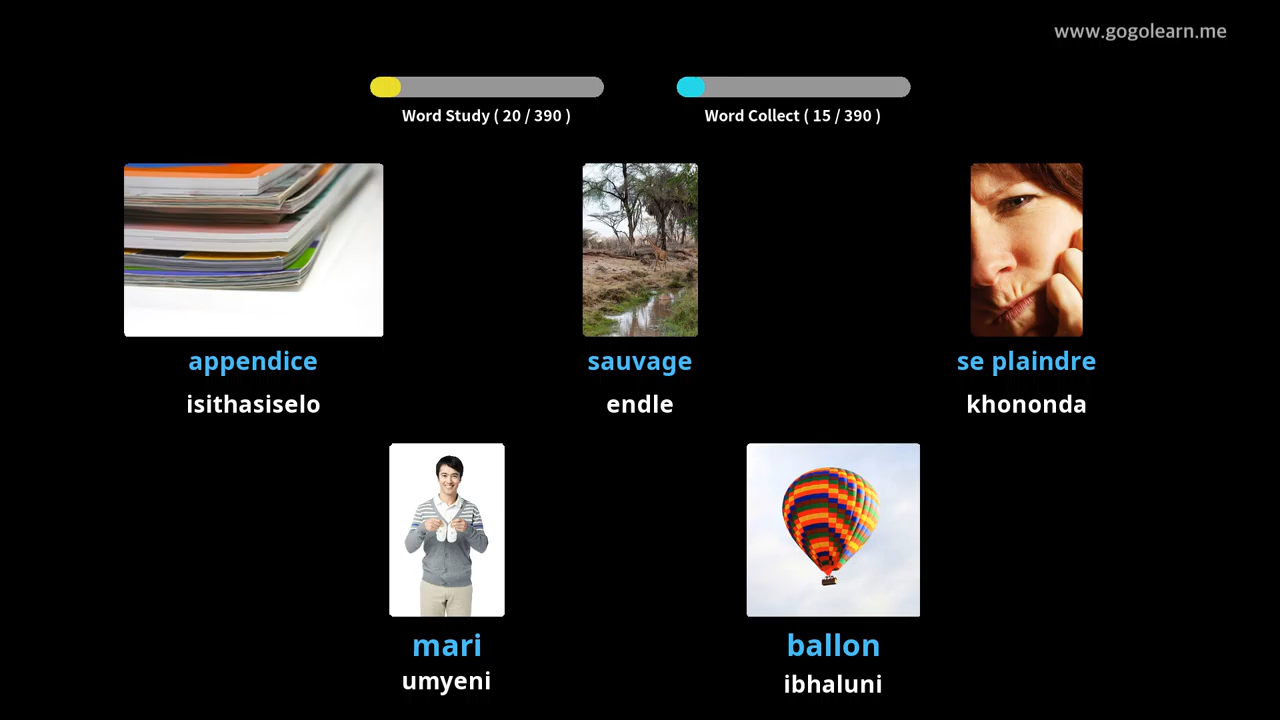 www.gogolearn.me
Word Study ( 20 / 390 )
Word Collect ( 15 / 390 )
appendice
isithasiselo
sauvage
endle
se plaindre
khononda
mari
umyeni
ballon
ibhaluni